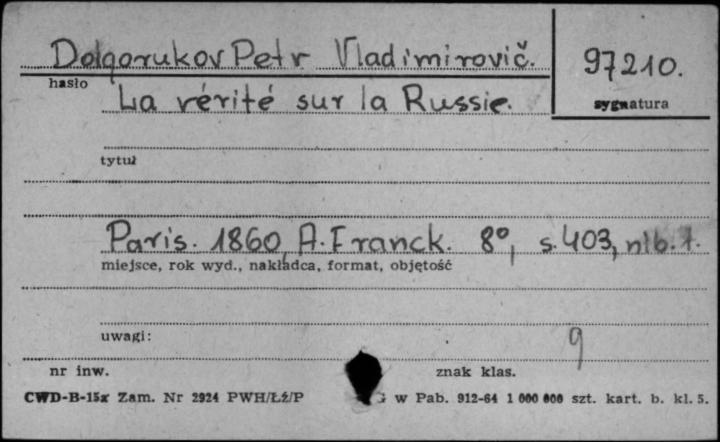 Dolgorukov Petr Vladimirovič.
97210.
hasło
La vérité sur la Russie.
sygnatura
tytuł
Paris. 1860, A. Franck. 8°, s. 403, nlb. 1.
miejsce, rok wyd., nakładca, format, objętość
uwagi:
9
nr inw.
znak klas.
CWD-B-15x Zam. Nr 2924 PWH/Łź/P w Pab. 912-64 1 000 000 szt. kart. b. kl. 5.